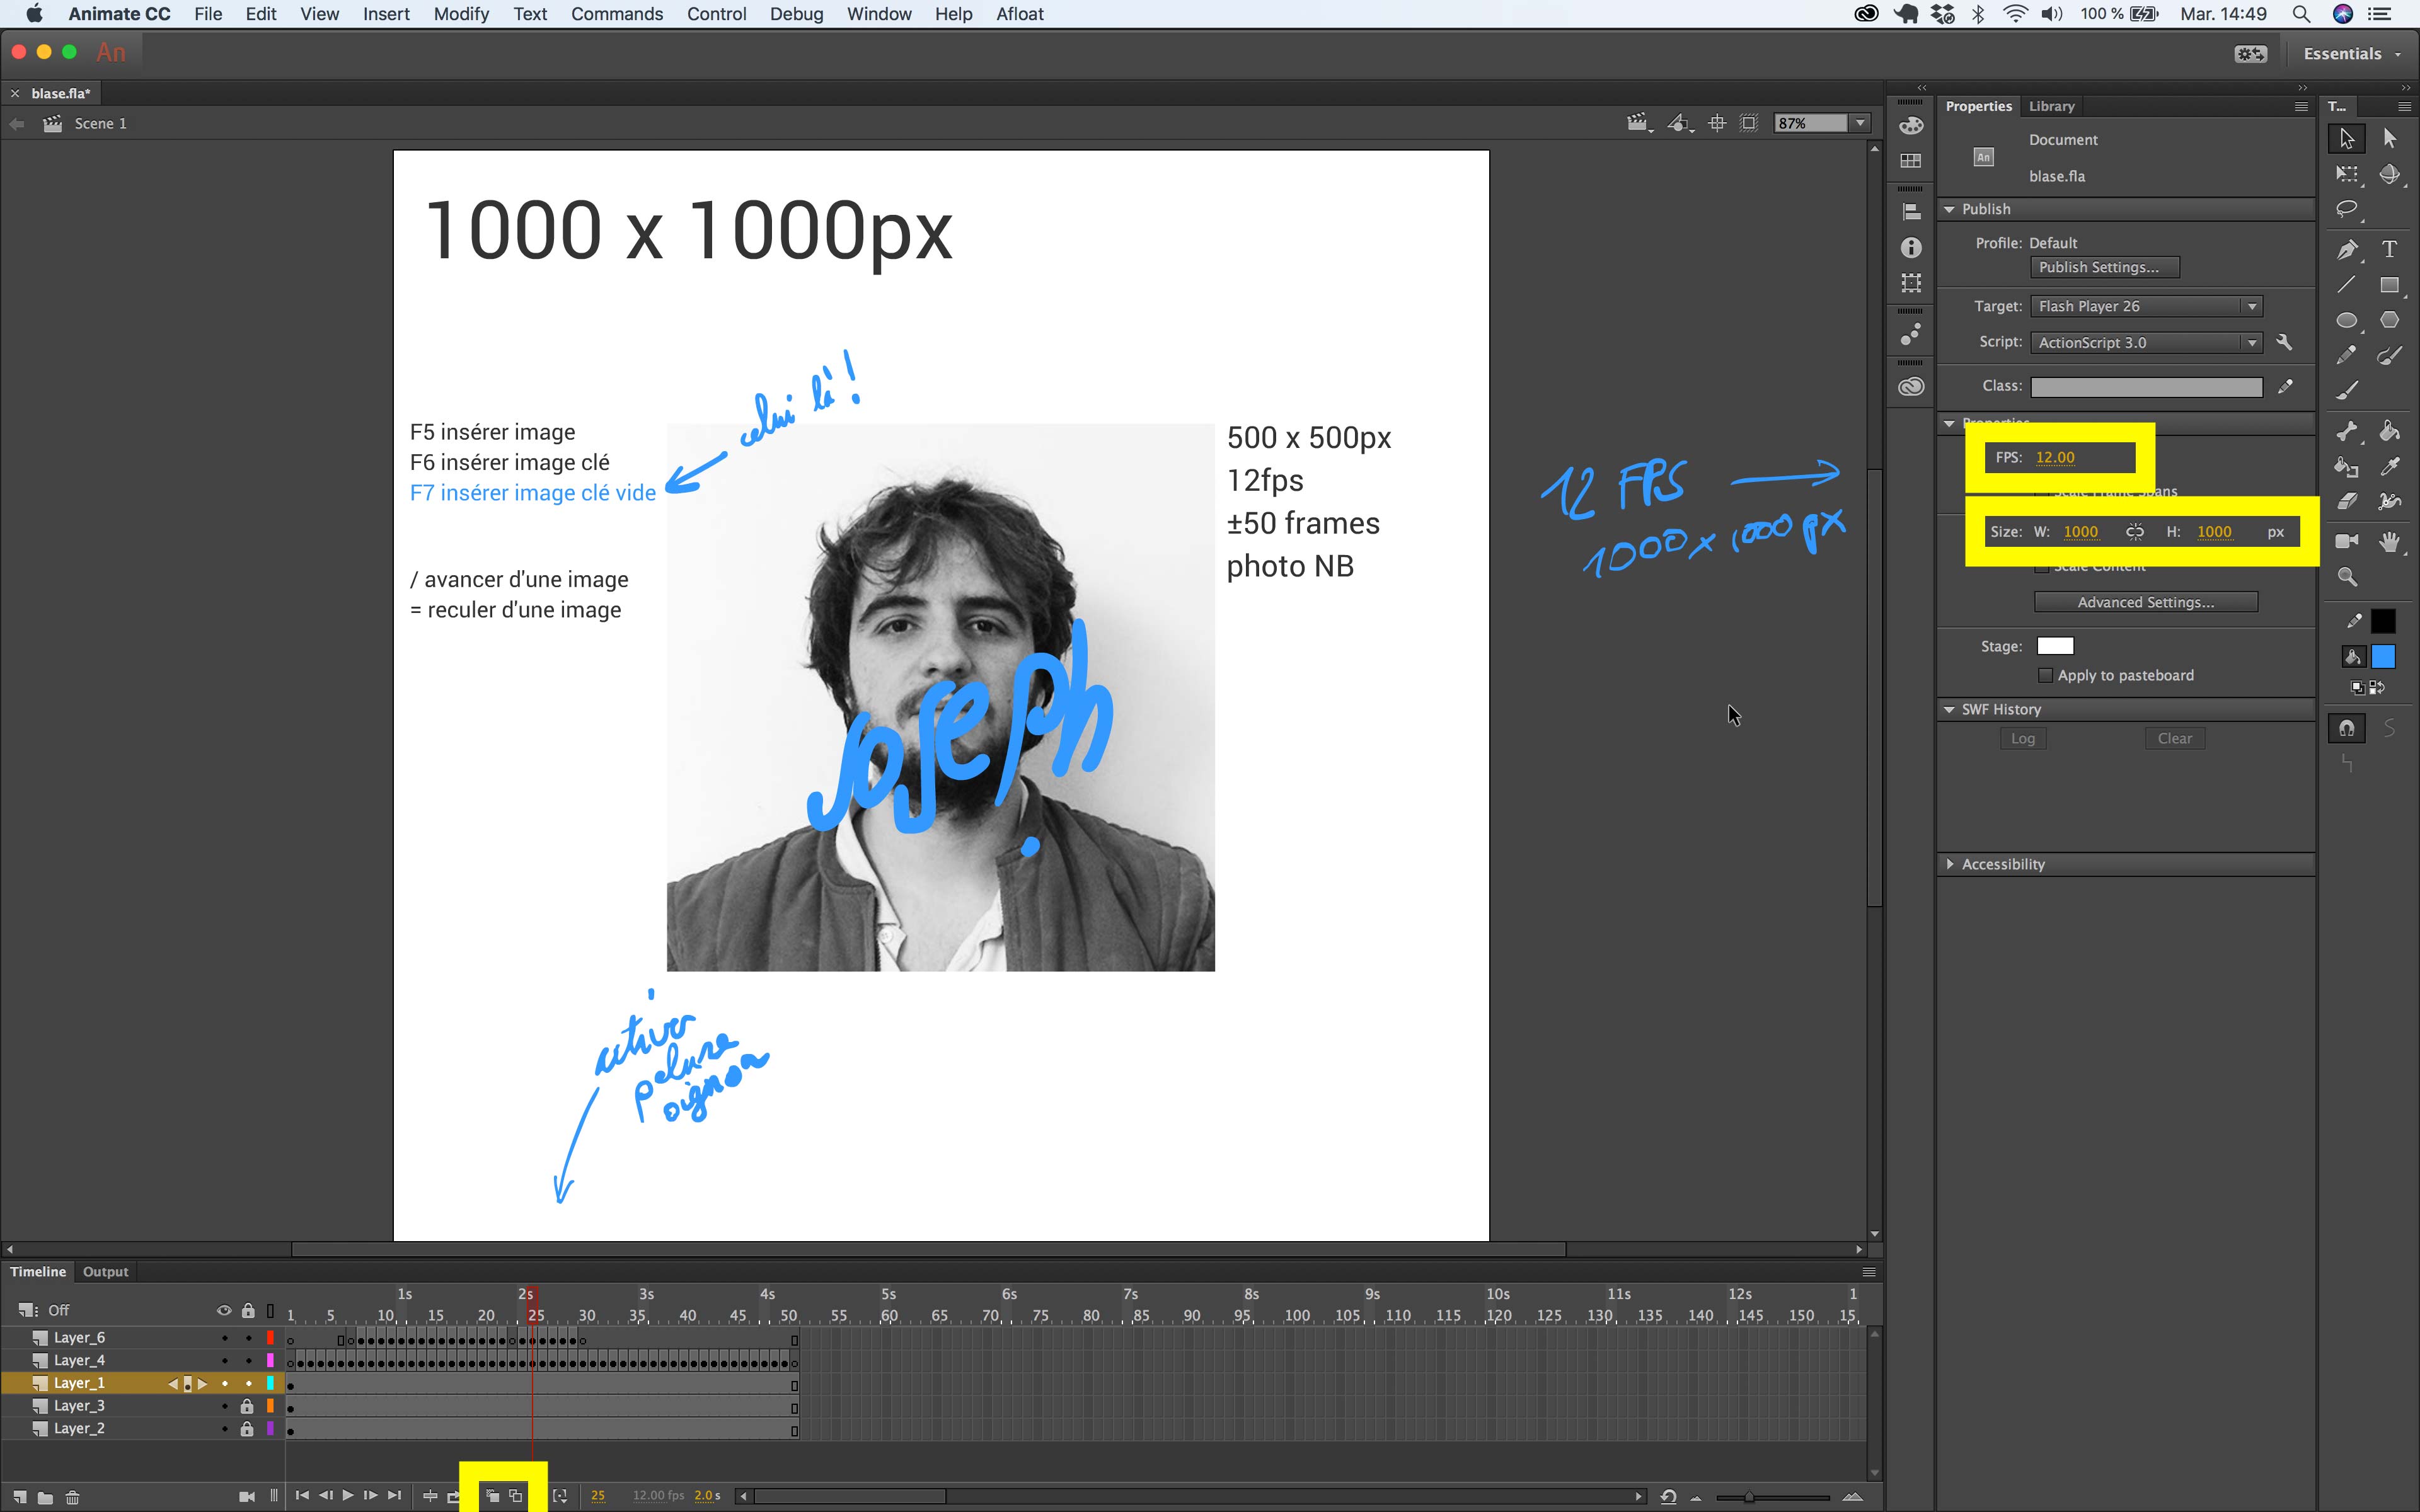 Animate CC File Edit View Insert Modify Text Commands Control Debug Window Help Afloat
100 % Mar. 14:49
An
Essentials
blase.fla*
Scene 1
87%
1000 x 1000px
celui là !
F5 insérer image
F6 insérer image clé
F7 insérer image clé vide
/ avancer d'une image
= reculer d'une image
500 x 500px
12fps
±50 frames
photo NB
12 FPS
1000x1000 px
Joseph
activer
pelure
oignon
Properties Library
T...
Document
An
blase.fla
Publish
Profile: Default
Publish Settings...
Target: Flash Player 26
Script: ActionScript 3.0
Class:
Properties
FPS: 12.00
Scale Frame Spans
Size: W: 1000 H: 1000 px
Scale Content
Advanced Settings...
Stage:
Apply to pasteboard
SWF History
Log Clear
Accessibility
Timeline Output
1s 2s 3s 4s 5s 6s 7s 8s 9s 10s 11s 12s 1
Off
1 5 10 15 20 25 30 35 40 45 50 55 60 65 70 75 80 85 90 95 100 105 110 115 120 125 130 135 140 145 150 15
Layer_6
Layer_4
Layer_1
Layer_3
Layer_2
25 12.00 fps 2.0 s